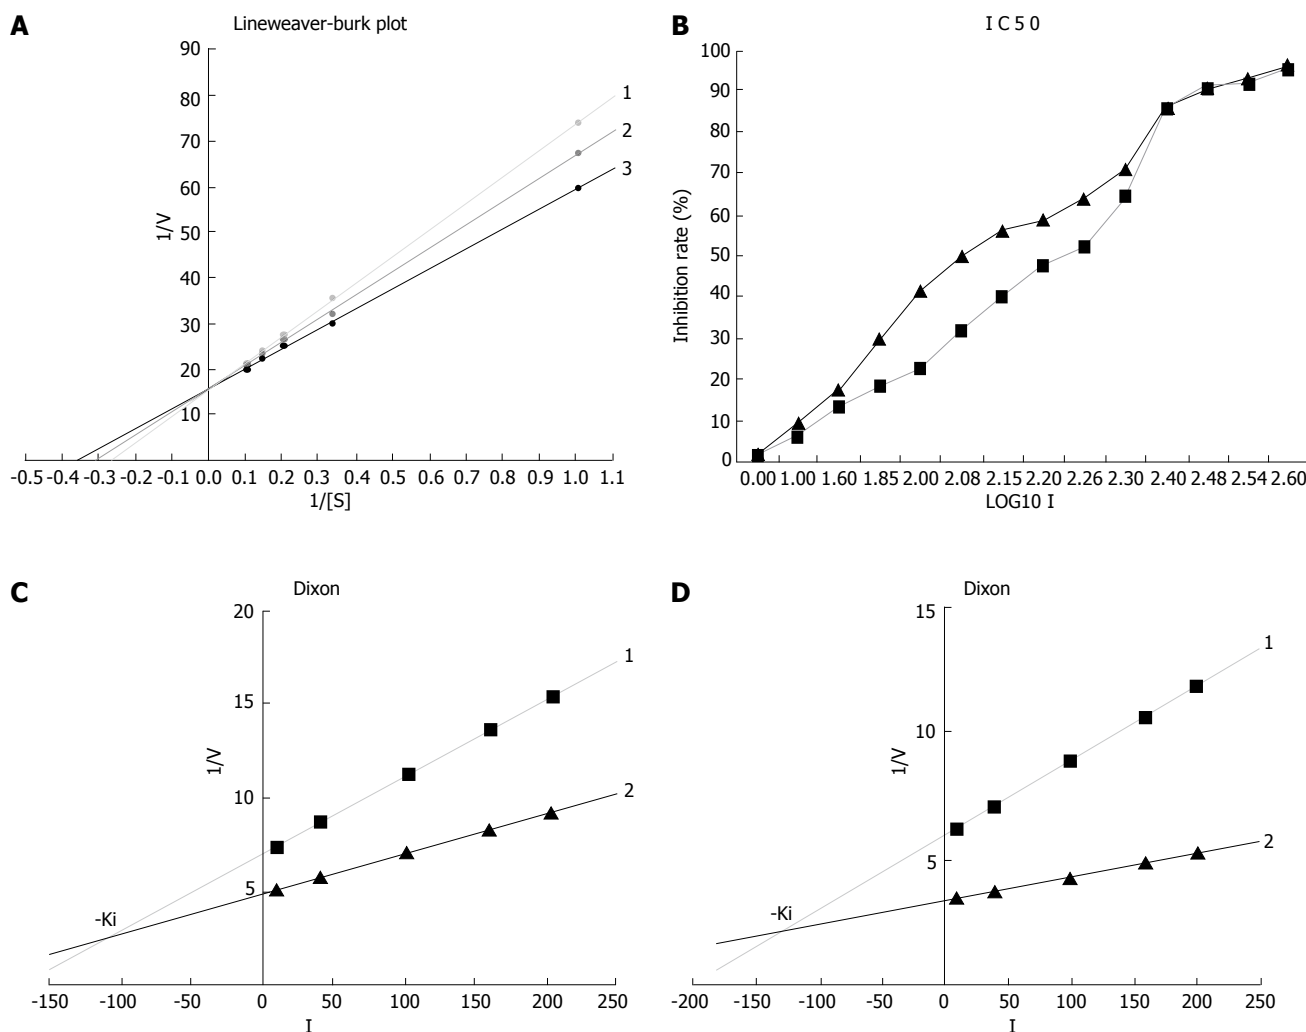 A
Lineweaver-burk plot
90
80
70
60
50
40
30
20
10
1/V
1
2
3
-0.5 -0.4 -0.3 -0.2 -0.1 0.0 0.1 0.2 0.3 0.4 0.5 0.6 0.7 0.8 0.9 1.0 1.1
1/[S]
B
I C 5 0
100
90
80
70
60
50
40
30
20
10
0
Inhibition rate (%)
0.00 1.00 1.60 1.85 2.00 2.08 2.15 2.20 2.26 2.30 2.40 2.48 2.54 2.60
LOG10 I
C
Dixon
20
15
10
5
1/V
1
2
-Ki
-150 -100 -50 0 50 100 150 200 250
I
D
Dixon
15
10
5
1/V
1
2
-Ki
-200 -150 -100 -50 0 50 100 150 200 250
I